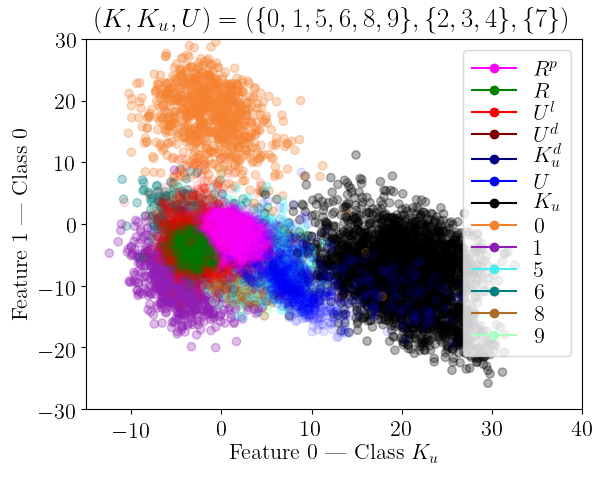 (K, K_u, U) = ({0, 1, 5, 6, 8, 9}, {2, 3, 4}, {7})
30
20
10
0
−10
−20
−30
−10
0
10
20
30
40
Feature 1 — Class 0
Feature 0 — Class K_u
R^p
R
U^l
U^d
K_u^d
U
K_u
0
1
5
6
8
9